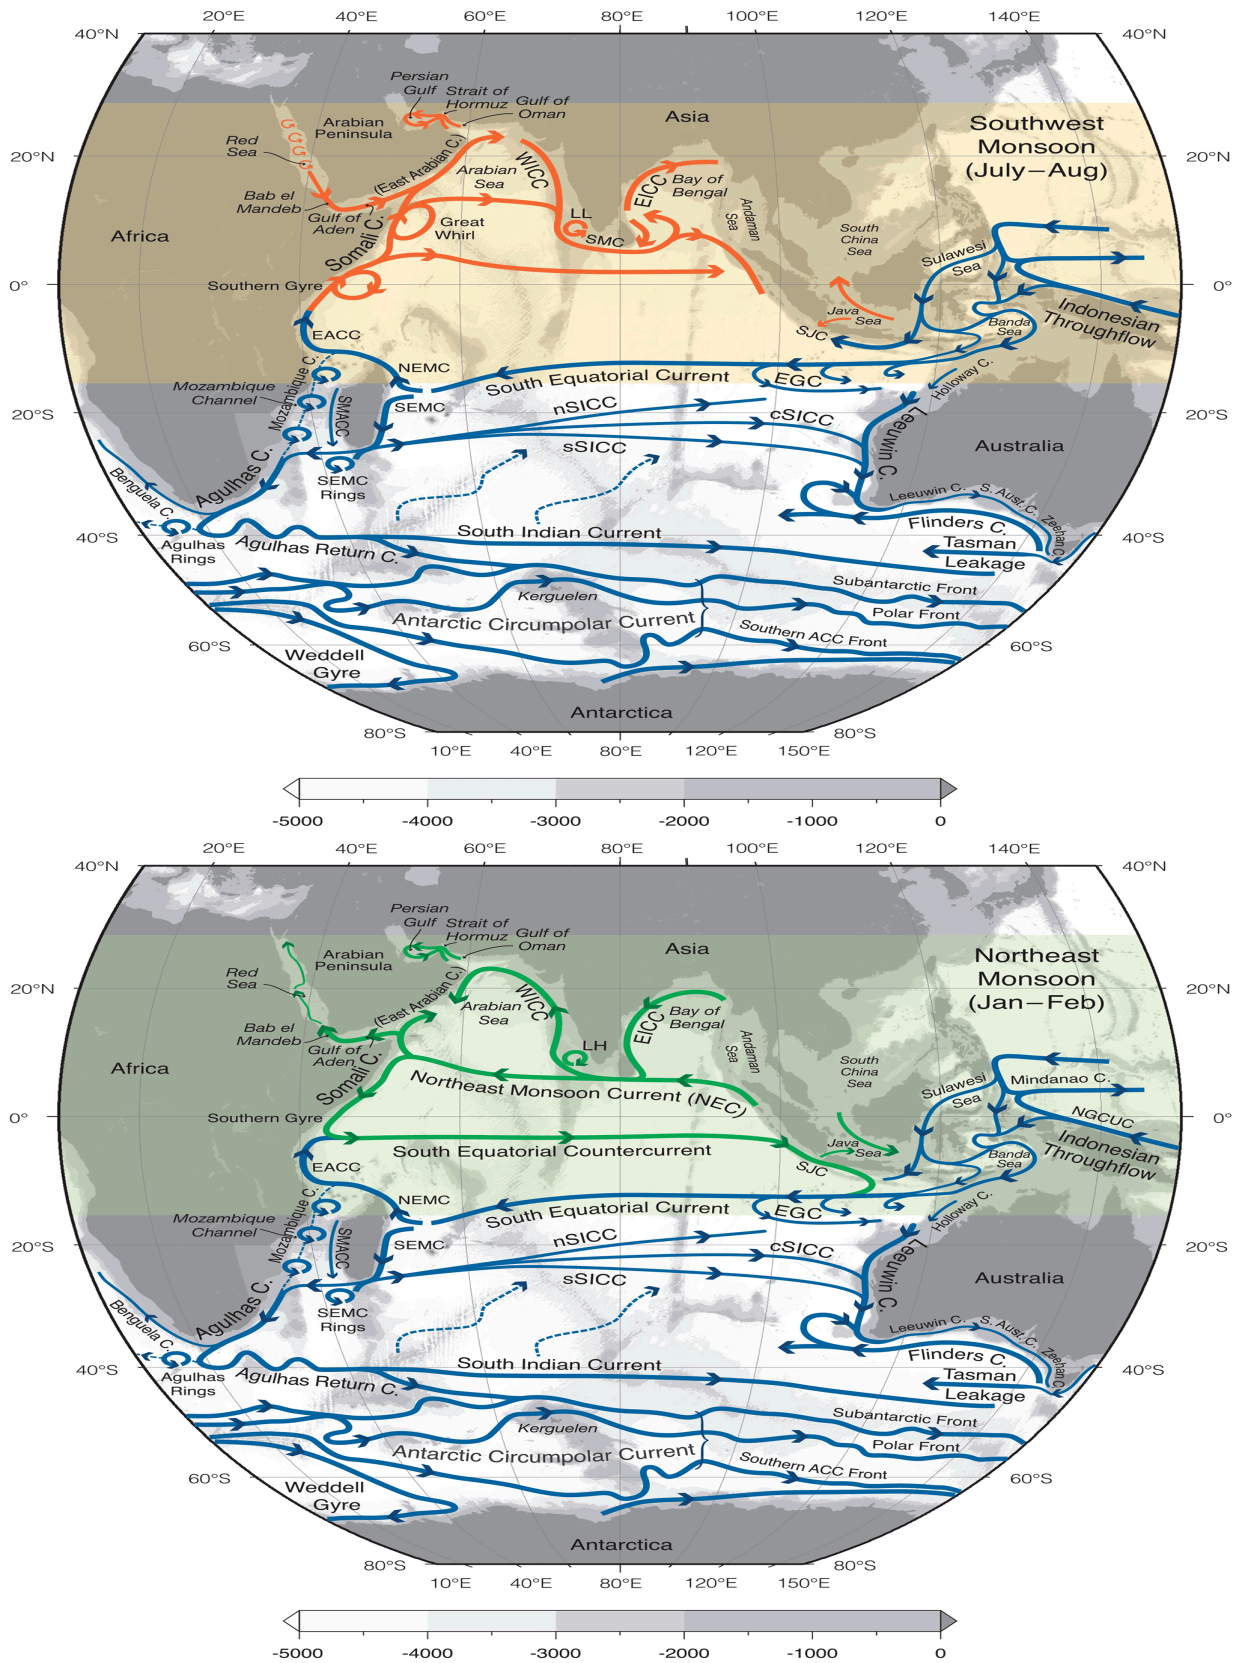 20°E 40°E 60°E 80°E 100°E 120°E 140°E
40°N 40°N
Persian
Gulf
Strait of
Hormuz
Gulf of
Oman
Arabian
Peninsula
Asia
Southwest
Monsoon
(July–Aug)
Red
Sea
20°N 20°N
(East Arabian C.)
Arabian
Sea
WICC
EICC
Bay of
Bengal
Andaman
Sea
Bab el
Mandeb
Gulf of
Aden
Africa
Somali C.
Great
Whirl
LL
SMC
South
China
Sea
Sulawesi
Sea
Southern Gyre
0° 0°
Indonesian
Throughflow
Java
Sea
Banda
Sea
SJC
EACC
NEMC
Mozambique C.
Mozambique
Channel
SMACC
SEMC
South Equatorial Current
EGC
Holloway C.
nSICC
cSICC
sSICC
20°S 20°S
Leeuwin C.
Australia
Agulhas C.
SEMC
Rings
Benguela C.
Leeuwin C.
S. Aust. C.
Zeehan C.
Flinders C.
Agulhas
Rings
Agulhas Return C.
South Indian Current
Tasman
Leakage
40°S 40°S
Kerguelen
Subantarctic Front
Polar Front
Antarctic Circumpolar Current
Southern ACC Front
60°S 60°S
Weddell
Gyre
Antarctica
80°S 80°S
10°E 40°E 80°E 120°E 150°E
-5000 -4000 -3000 -2000 -1000 0
20°E 40°E 60°E 80°E 100°E 120°E 140°E
40°N 40°N
Persian
Gulf
Strait of
Hormuz
Gulf of
Oman
Arabian
Peninsula
Asia
Northeast
Monsoon
(Jan–Feb)
Red
Sea
20°N 20°N
(East Arabian C.)
Arabian
Sea
WICC
EICC
Bay of
Bengal
Andaman
Sea
Bab el
Mandeb
Gulf of
Aden
Africa
Somali C.
LH
Northeast Monsoon Current (NEC)
South
China
Sea
Sulawesi
Sea
Mindanao C.
NGCUC
Southern Gyre
0° 0°
Indonesian
Throughflow
South Equatorial Countercurrent
Java
Sea
Banda
Sea
SJC
EACC
NEMC
Mozambique C.
Mozambique
Channel
SMACC
SEMC
South Equatorial Current
EGC
Holloway C.
nSICC
cSICC
sSICC
20°S 20°S
Leeuwin C.
Australia
Agulhas C.
SEMC
Rings
Benguela C.
Leeuwin C.
S. Aust. C.
Zeehan C.
Flinders C.
Agulhas
Rings
Agulhas Return C.
South Indian Current
Tasman
Leakage
40°S 40°S
Kerguelen
Subantarctic Front
Polar Front
Antarctic Circumpolar Current
Southern ACC Front
60°S 60°S
Weddell
Gyre
Antarctica
80°S 80°S
10°E 40°E 80°E 120°E 150°E
-5000 -4000 -3000 -2000 -1000 0